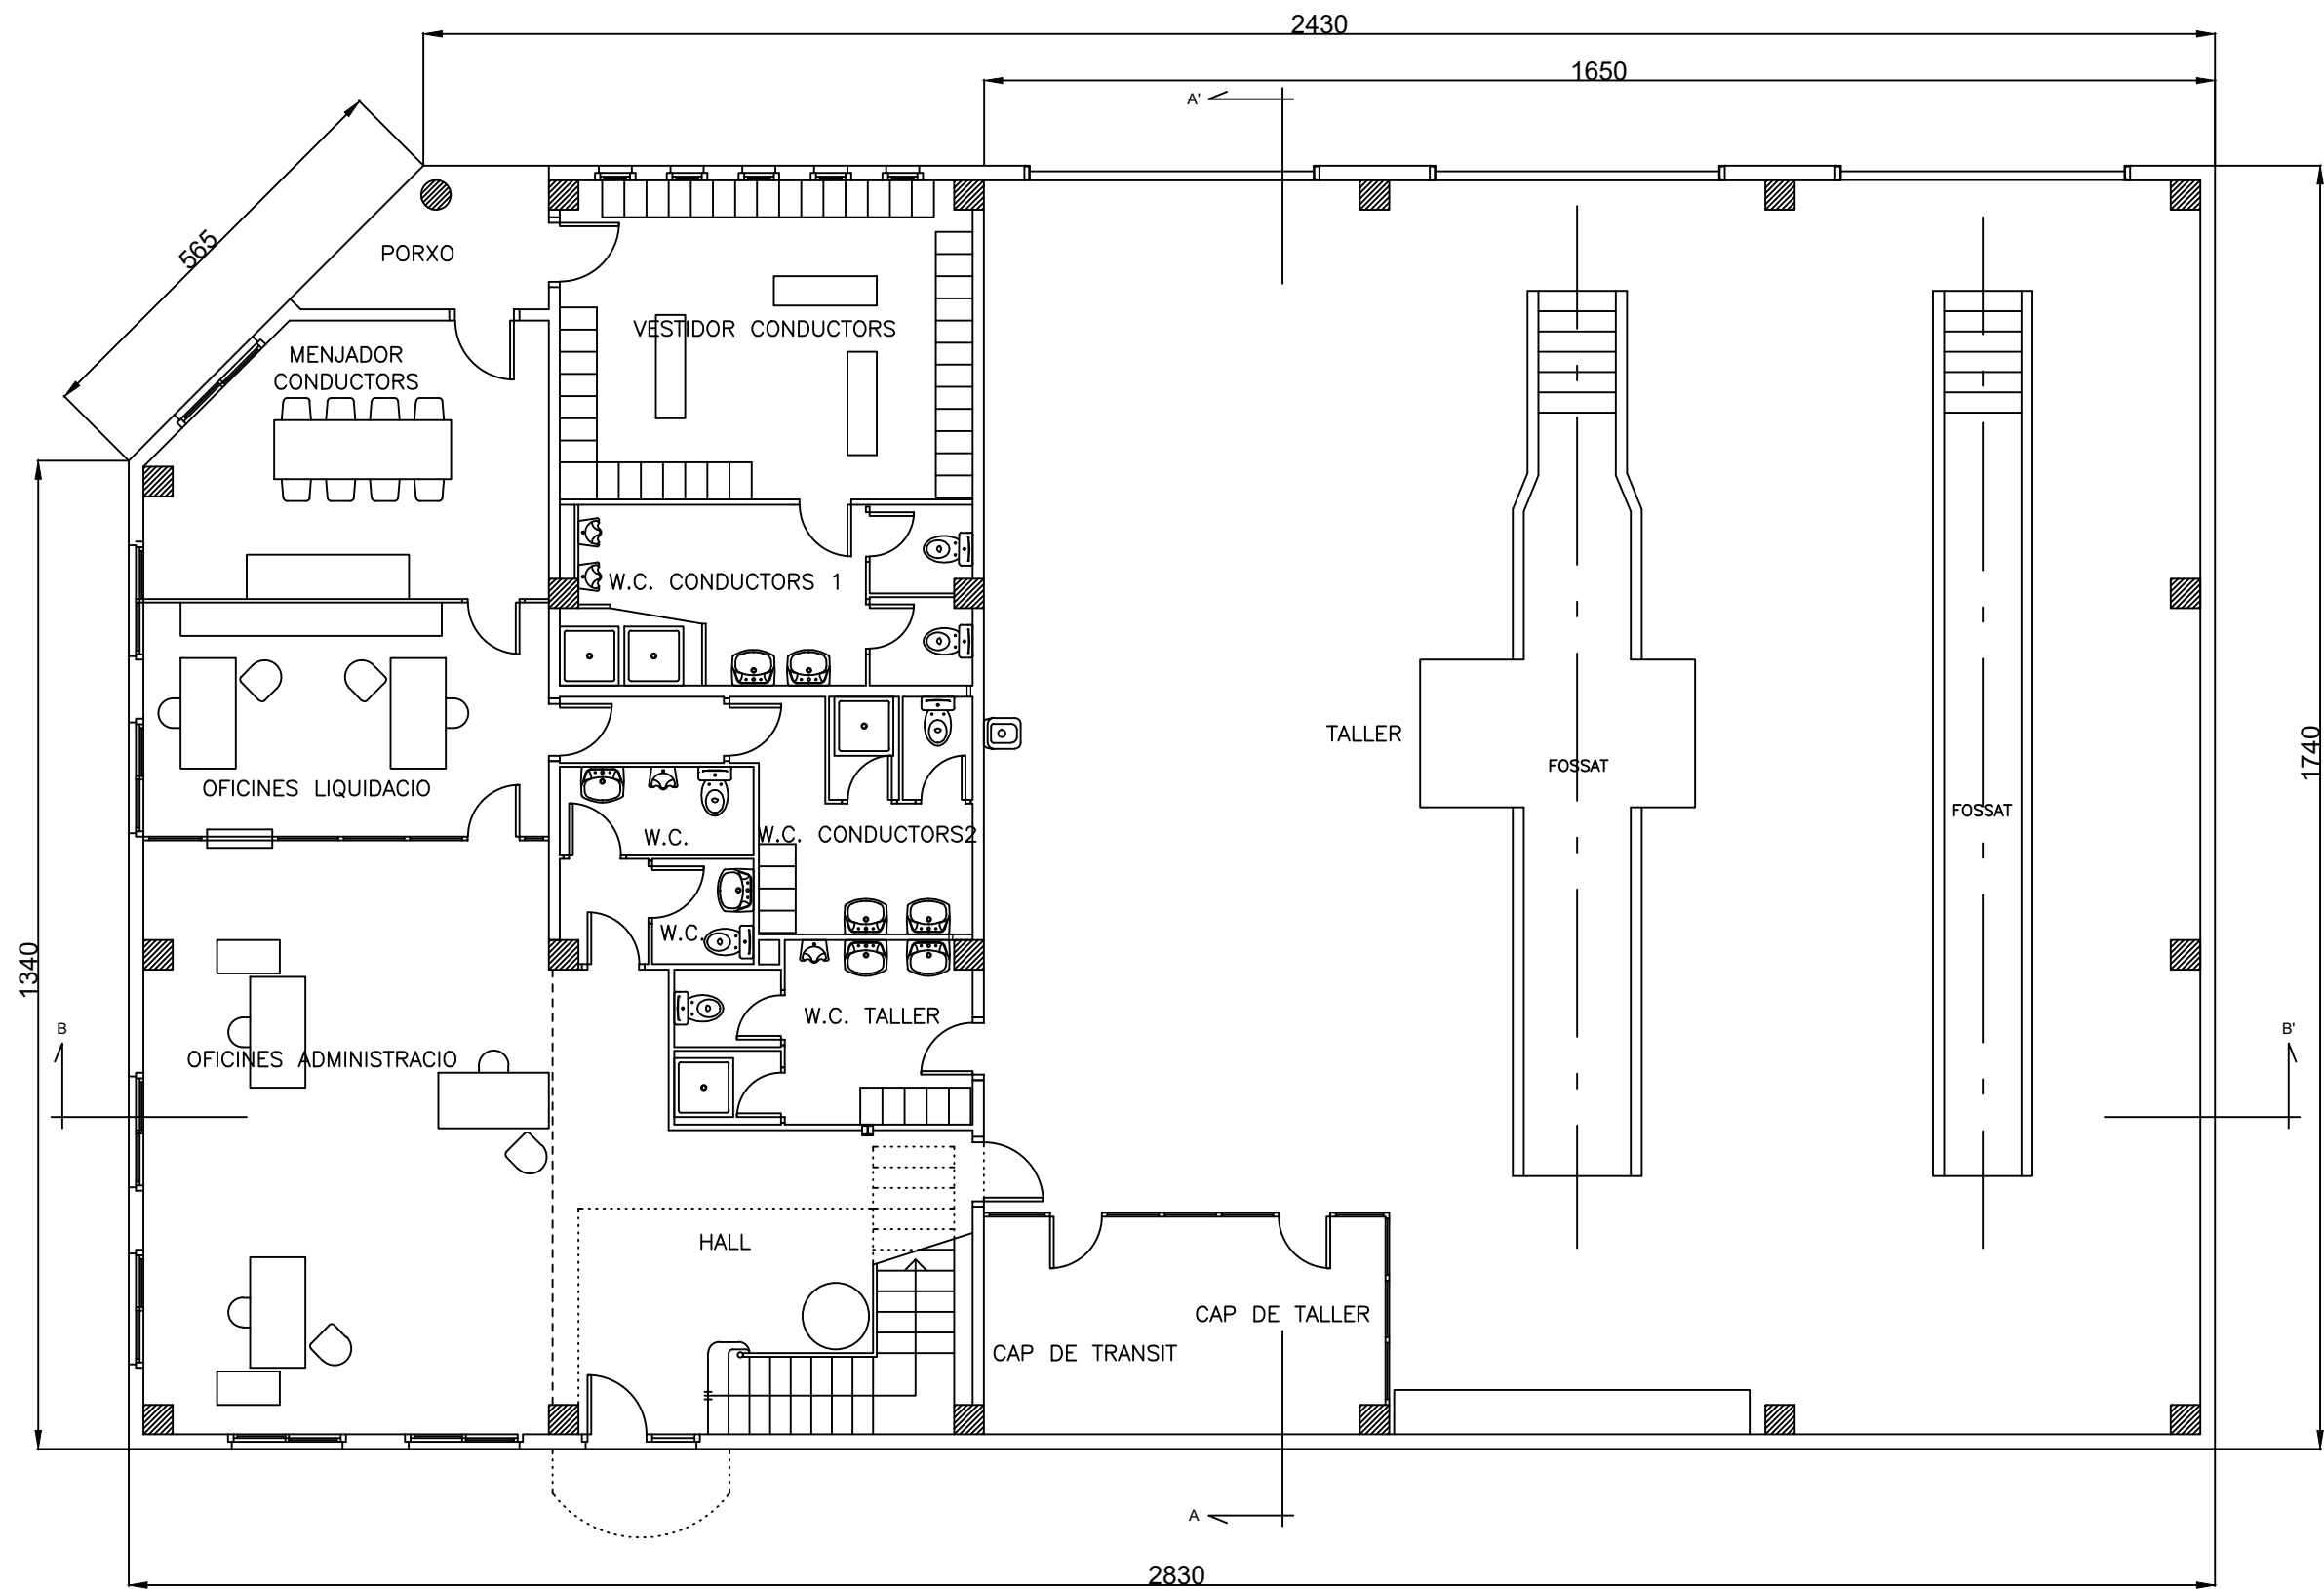 2430
1650
A'
565
PORXO
VESTIDOR CONDUCTORS
MENJADOR
CONDUCTORS
W.C. CONDUCTORS 1
TALLER
1740
FOSSAT
OFICINES LIQUIDACIO
FOSSAT
W.C.
W.C. CONDUCTORS2
W.C.
1340
W.C. TALLER
B
B'
OFICINES ADMINISTRACIO
HALL
CAP DE TALLER
CAP DE TRANSIT
A
2830